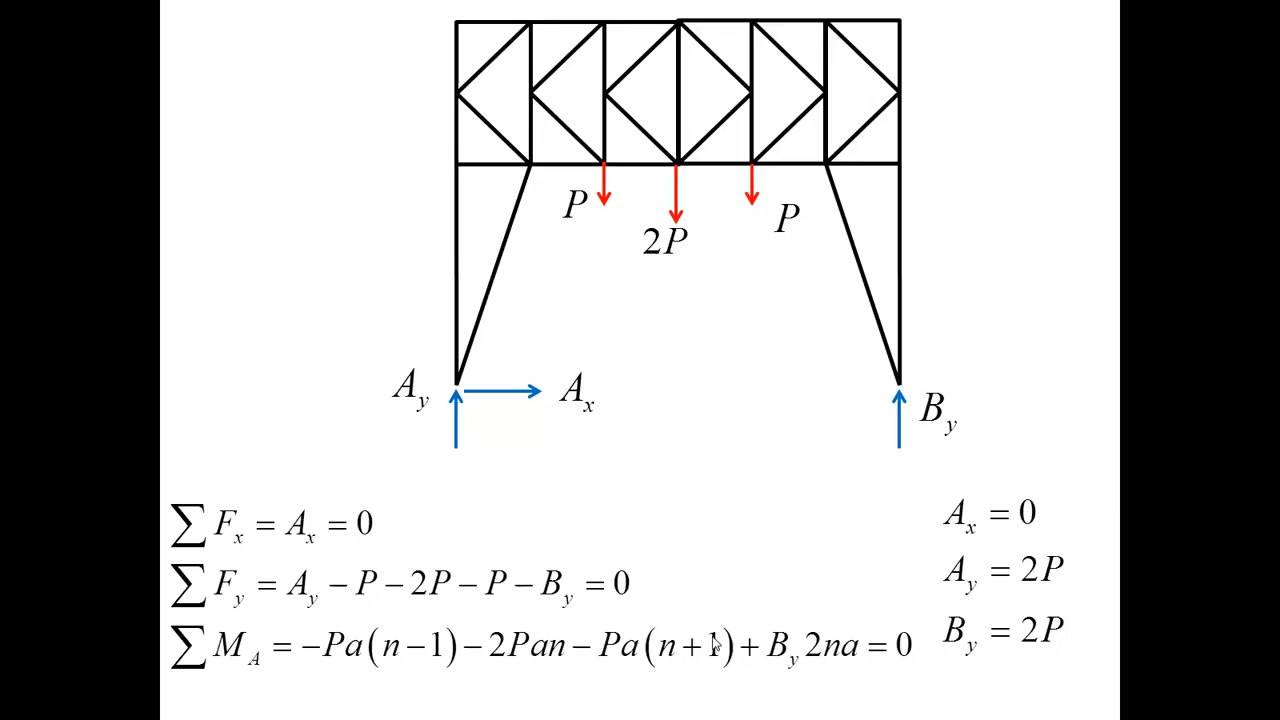 P
2P
P
A_y
A_x
B_y
∑ F_x = A_x = 0
∑ F_y = A_y − P − 2P − P − B_y = 0
∑ M_A = −Pa(n−1) − 2Pan − Pa(n+1) + B_y 2na = 0
A_x = 0
A_y = 2P
B_y = 2P